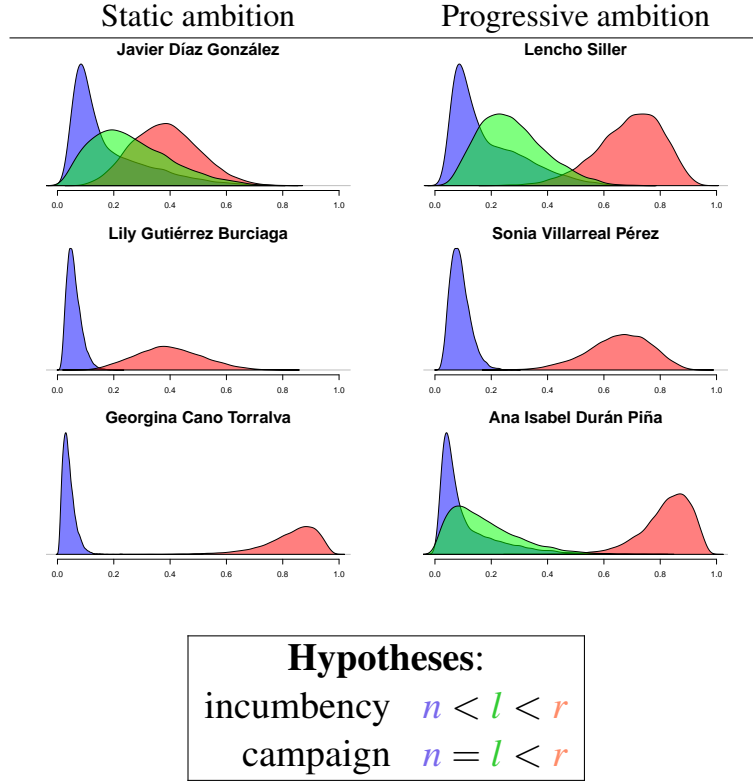 Static ambition Progressive ambition
Javier Díaz González Lencho Siller
0.0 0.2 0.4 0.6 0.8 1.0 0.0 0.2 0.4 0.6 0.8 1.0
Lily Gutiérrez Burciaga Sonia Villarreal Pérez
0.0 0.2 0.4 0.6 0.8 1.0 0.0 0.2 0.4 0.6 0.8 1.0
Georgina Cano Torralva Ana Isabel Durán Piña
0.0 0.2 0.4 0.6 0.8 1.0 0.0 0.2 0.4 0.6 0.8 1.0
Hypotheses:
incumbency n < l < r
campaign n = l < r